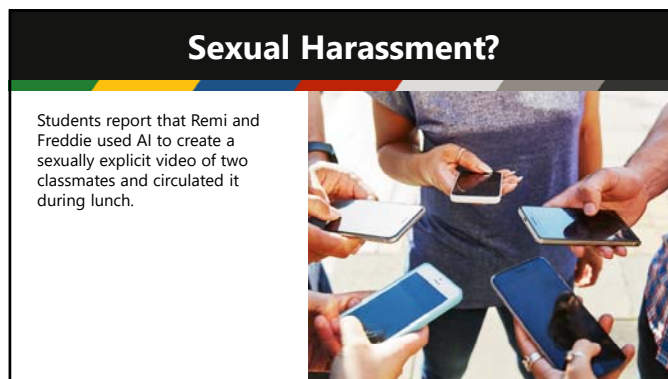 Sexual Harassment?
Students report that Remi and
Freddie used AI to create a
sexually explicit video of two
classmates and circulated it
during lunch.